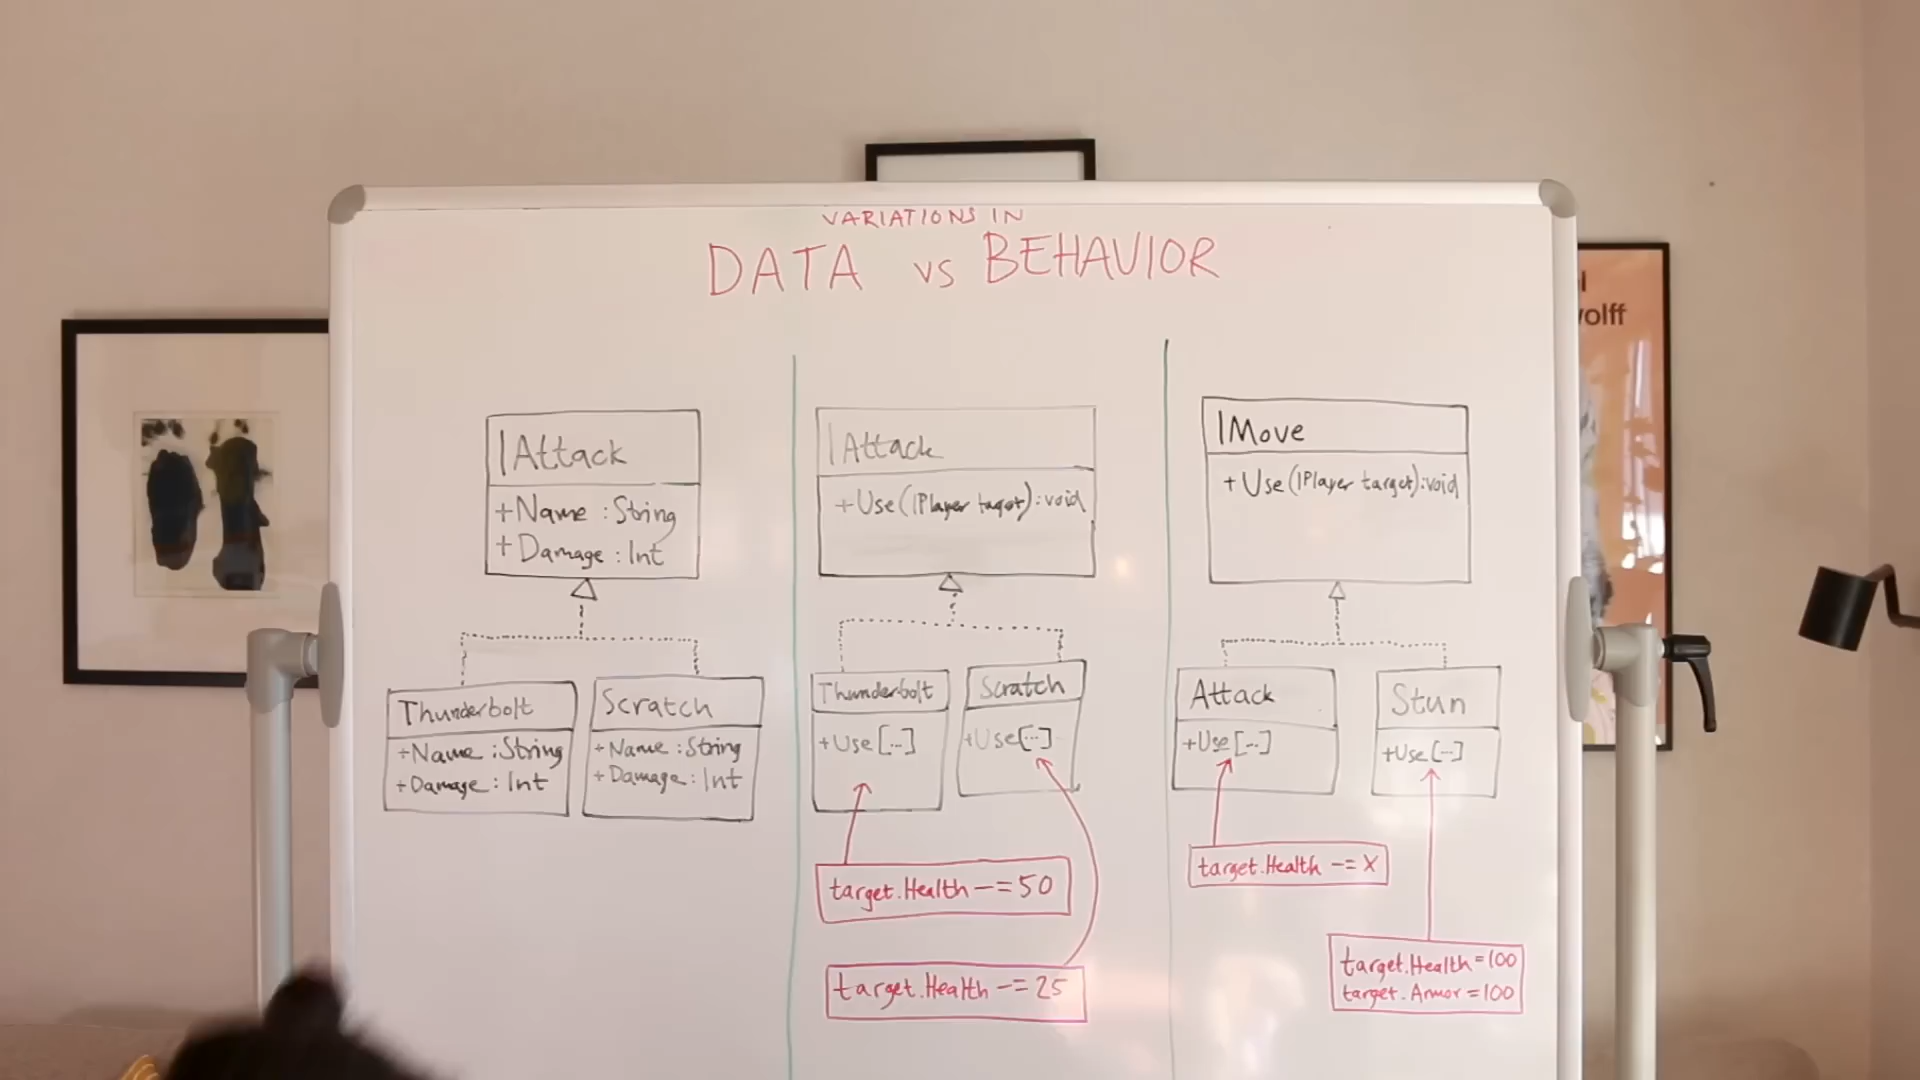 VARIATIONS IN
DATA vs BEHAVIOR
IAttack
+Name : String
+Damage : Int
Thunderbolt
+Name : String
+Damage : Int
Scratch
+Name : String
+Damage : Int
IAttack
+Use(IPlayer taget):void
Thunderbolt
+Use[...]
Scratch
+Use[...]
target.Health -= 50
target.Health -= 25
IMove
+Use(IPlayer target):void
Attack
+Use[...]
Stun
+Use[...]
target.Health -= X
target.Health = 100
target.Armor = 100
olff